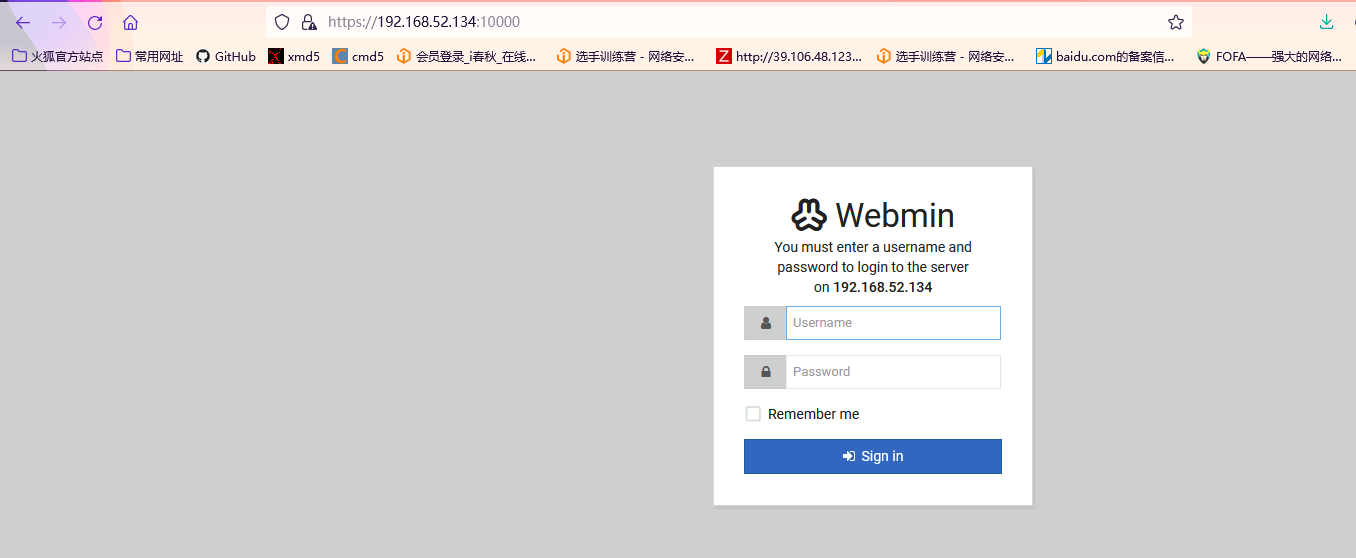 https://192.168.52.134:10000
火狐官方站点 常用网址 GitHub xmd5 cmd5 会员登录_i春秋_在线... 选手训练营 - 网络安... http://39.106.48.123... 选手训练营 - 网络安... baidu.com的备案信... FOFA——强大的网络...
Webmin
You must enter a username and
password to login to the server
on 192.168.52.134
Username
Password
Remember me
Sign in